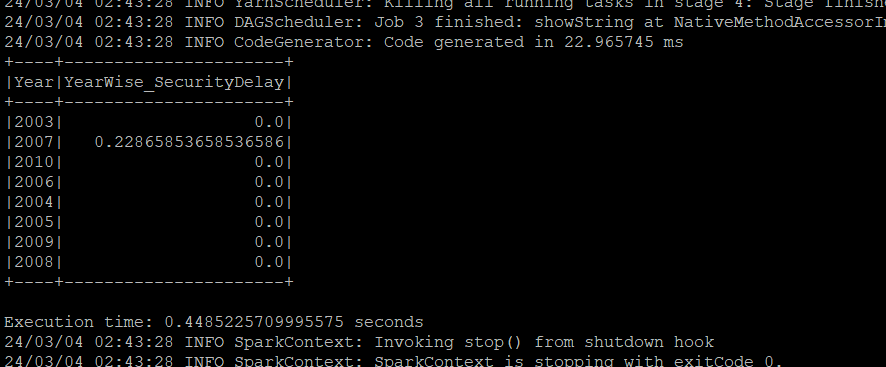 24/03/04 02:43:28 INFO YarnScheduler: Killing all running tasks in stage 4: Stage finishe
24/03/04 02:43:28 INFO DAGScheduler: Job 3 finished: showString at NativeMethodAccessorIm
24/03/04 02:43:28 INFO CodeGenerator: Code generated in 22.965745 ms
+----+----------------------+
|Year|YearWise_SecurityDelay|
+----+----------------------+
|2003|                   0.0|
|2007|   0.22865853658536586|
|2010|                   0.0|
|2006|                   0.0|
|2004|                   0.0|
|2005|                   0.0|
|2009|                   0.0|
|2008|                   0.0|
+----+----------------------+
Execution time: 0.4485225709995575 seconds
24/03/04 02:43:28 INFO SparkContext: Invoking stop() from shutdown hook
24/03/04 02:43:28 INFO SparkContext: SparkContext is stopping with exitCode 0.